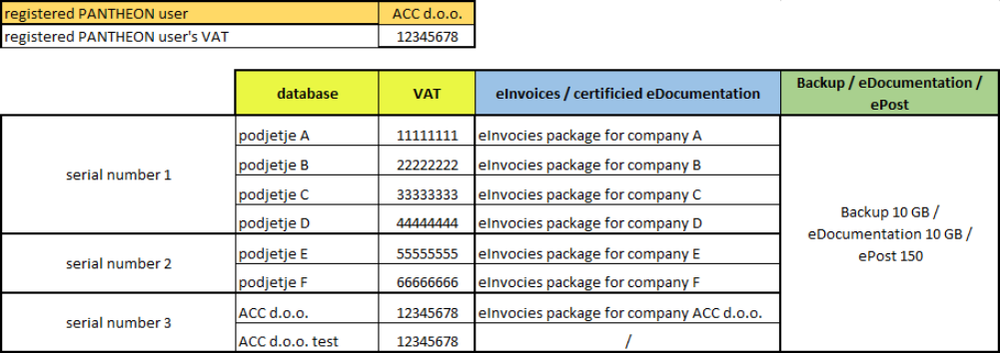 registered PANTHEON user ACC d.o.o.
registered PANTHEON user's VAT 12345678
database VAT eInvoices / certificied eDocumentation Backup / eDocumentation /
ePost
serial number 1
podjetje A 11111111 eInvocies package for company A
podjetje B 22222222 eInvocies package for company B
podjetje C 33333333 eInvocies package for company C
podjetje D 44444444 eInvocies package for company D
serial number 2
podjetje E 55555555 eInvocies package for company E
podjetje F 66666666 eInvocies package for company F
serial number 3
ACC d.o.o. 12345678 eInvocies package for company ACC d.o.o.
ACC d.o.o. test 12345678 /
Backup 10 GB /
eDocumentation 10 GB /
ePost 150